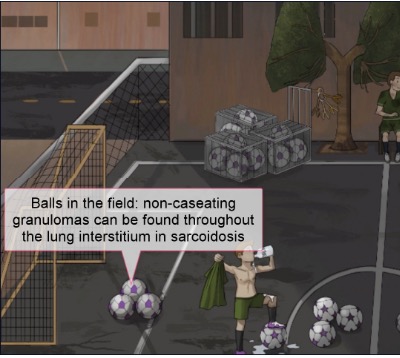 Balls in the field: non-caseating
granulomas can be found throughout
the lung interstitium in sarcoidosis